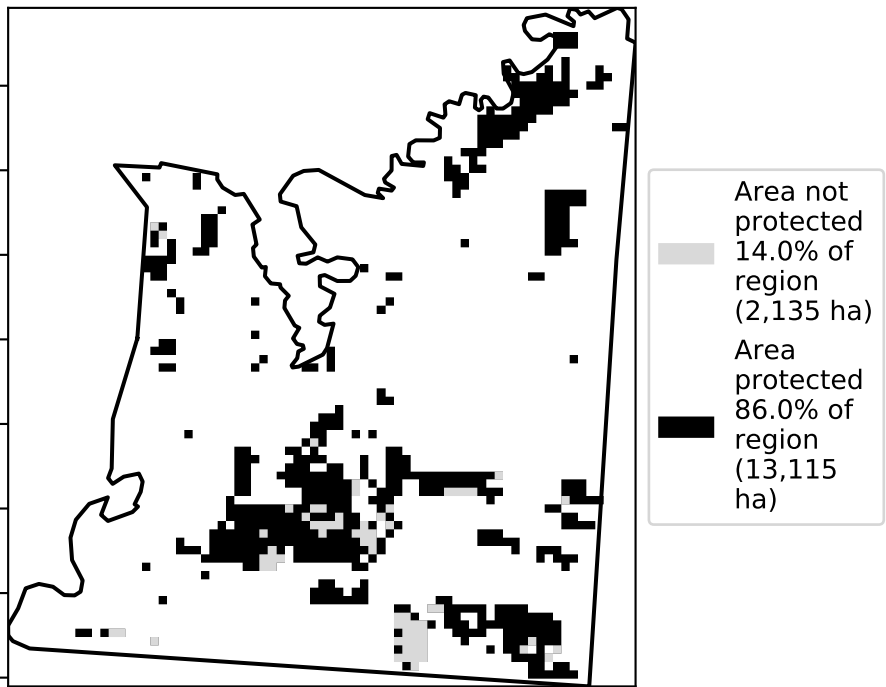 Area not
protected
14.0% of
region
(2,135 ha)
Area
protected
86.0% of
region
(13,115
ha)